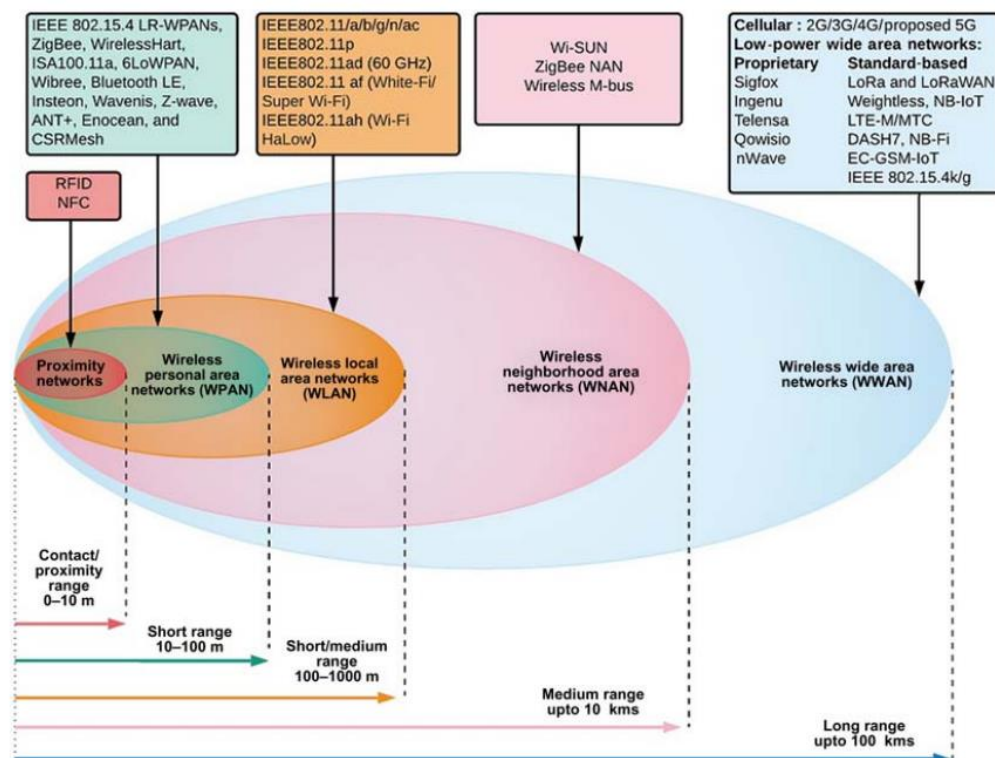 IEEE 802.15.4 LR-WPANs,
ZigBee, WirelessHart,
ISA100.11a, 6LoWPAN,
Wibree, Bluetooth LE,
Insteon, Wavenis, Z-wave,
ANT+, Enocean, and
CSRMesh
IEEE802.11/a/b/g/n/ac
IEEE802.11p
IEEE802.11ad (60 GHz)
IEEE802.11 af (White-Fi/
Super Wi-Fi)
IEEE802.11ah (Wi-Fi
HaLow)
Wi-SUN
ZigBee NAN
Wireless M-bus
Cellular : 2G/3G/4G/proposed 5G
Low-power wide area networks:
Proprietary Standard-based
Sigfox LoRa and LoRaWAN
Ingenu Weightless, NB-IoT
Telensa LTE-M/MTC
Qowisio DASH7, NB-Fi
nWave EC-GSM-IoT
IEEE 802.15.4k/g
RFID
NFC
Proximity
networks
Wireless
personal area
networks (WPAN)
Wireless local
area networks
(WLAN)
Wireless
neighborhood area
networks (WNAN)
Wireless wide area
networks (WWAN)
Contact/
proximity
range
0–10 m
Short range
10–100 m
Short/medium
range
100–1000 m
Medium range
upto 10 kms
Long range
upto 100 kms